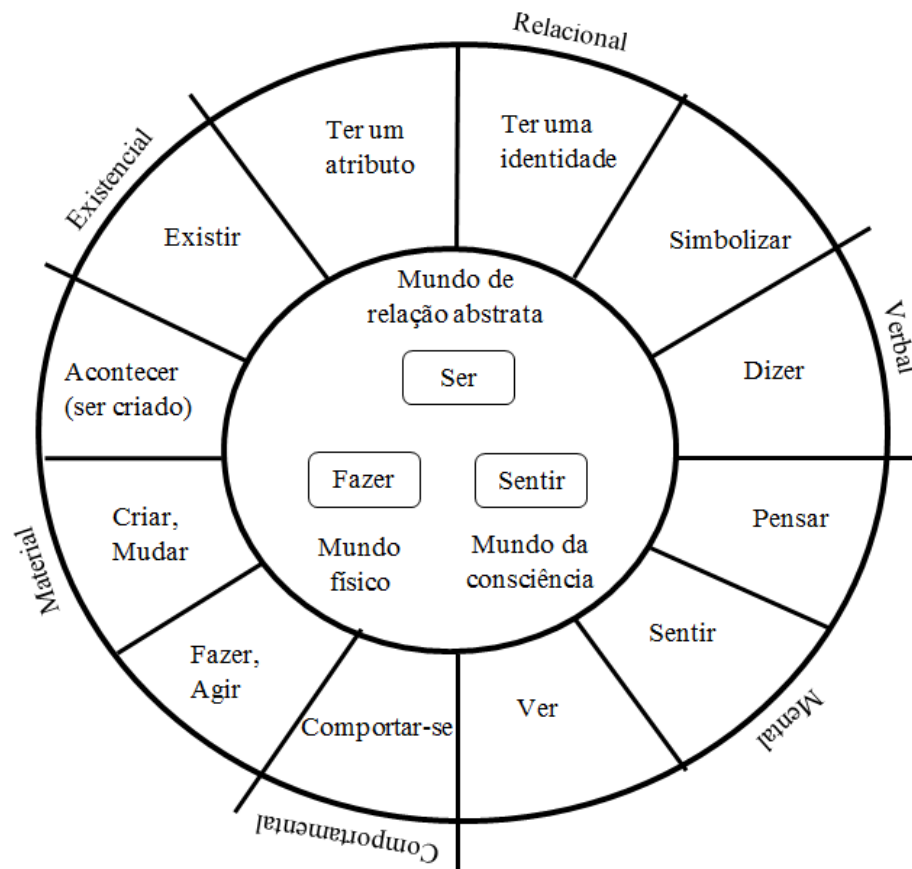 Relacional
Existencial
Ter um
atributo
Ter uma
identidade
Existir
Simbolizar
Verbal
Mundo de
relação abstrata
Ser
Acontecer
(ser criado)
Dizer
Fazer
Sentir
Criar,
Mudar
Pensar
Mundo
físico
Mundo da
consciência
Material
Fazer,
Agir
Sentir
Comportar-se
Ver
Mental
Comportamental